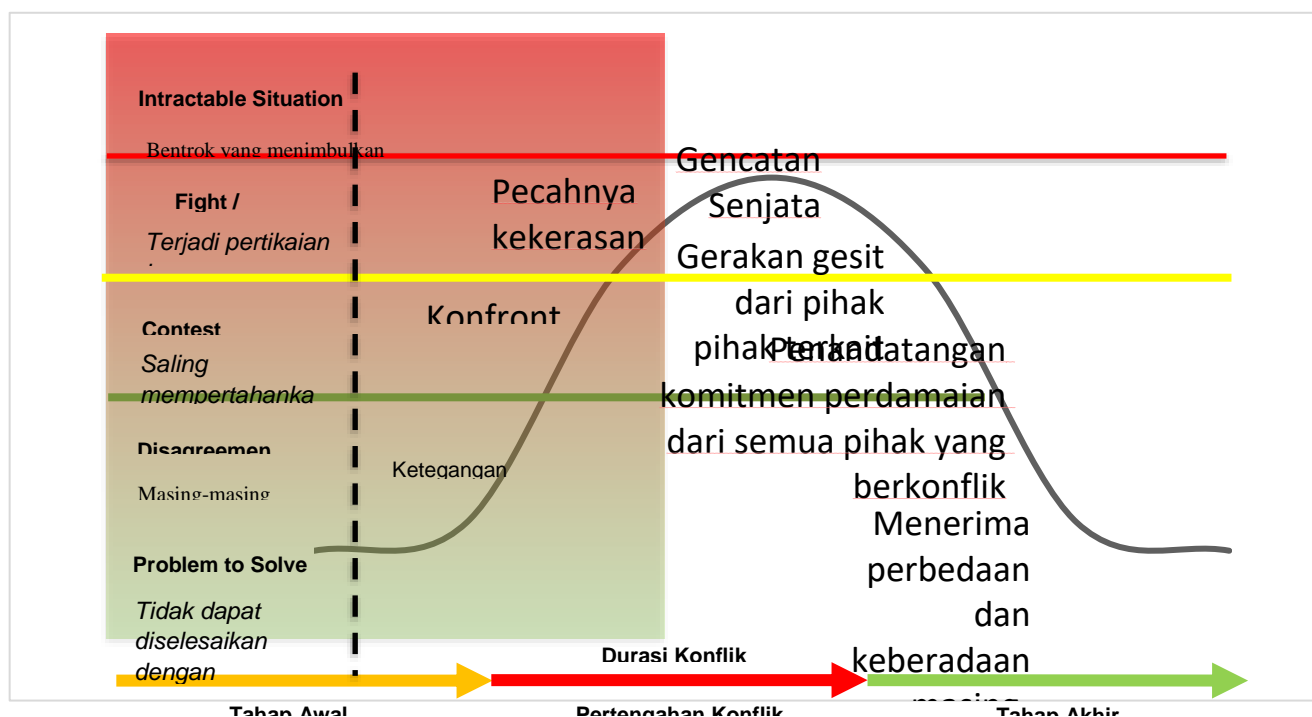 Intractable Situation
Bentrok yang menimbulkan
Fight /
Terjadi pertikaian
Contest
Saling
mempertahanka
Disagreemen
Masing-masing
Problem to Solve
Tidak dapat
diselesaikan
dengan
Ketegangan
Konfront
Pecahnya
kekerasan
Gencatan
Senjata
Gerakan gesit
dari pihak
pihak terkait
Penandatangan
komitmen perdamaian
dari semua pihak yang
berkonflik
Menerima
perbedaan
dan
keberadaan
masing
Durasi Konflik
Tahap Awal
Pertengahan Konflik
Tahap Akhir